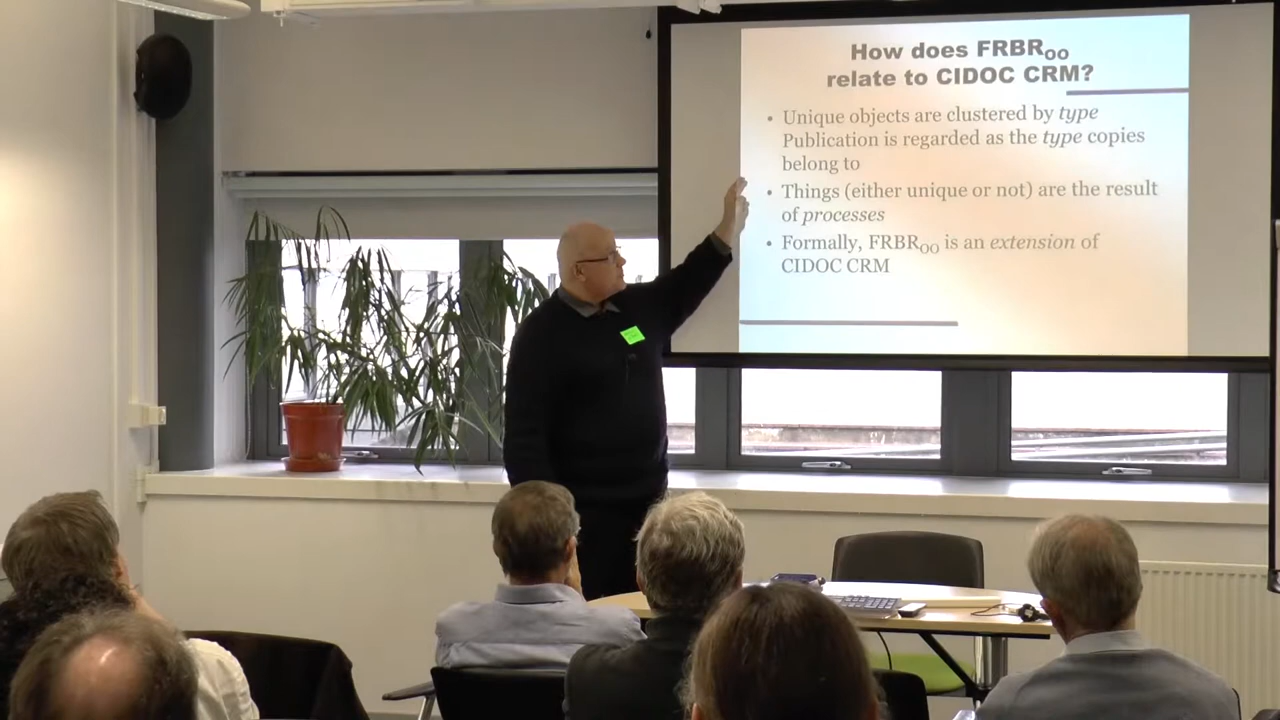 How does FRBROO
relate to CIDOC CRM?
• Unique objects are clustered by type
Publication is regarded as the type copies
belong to
• Things (either unique or not) are the result
of processes
• Formally, FRBROO is an extension of
CIDOC CRM